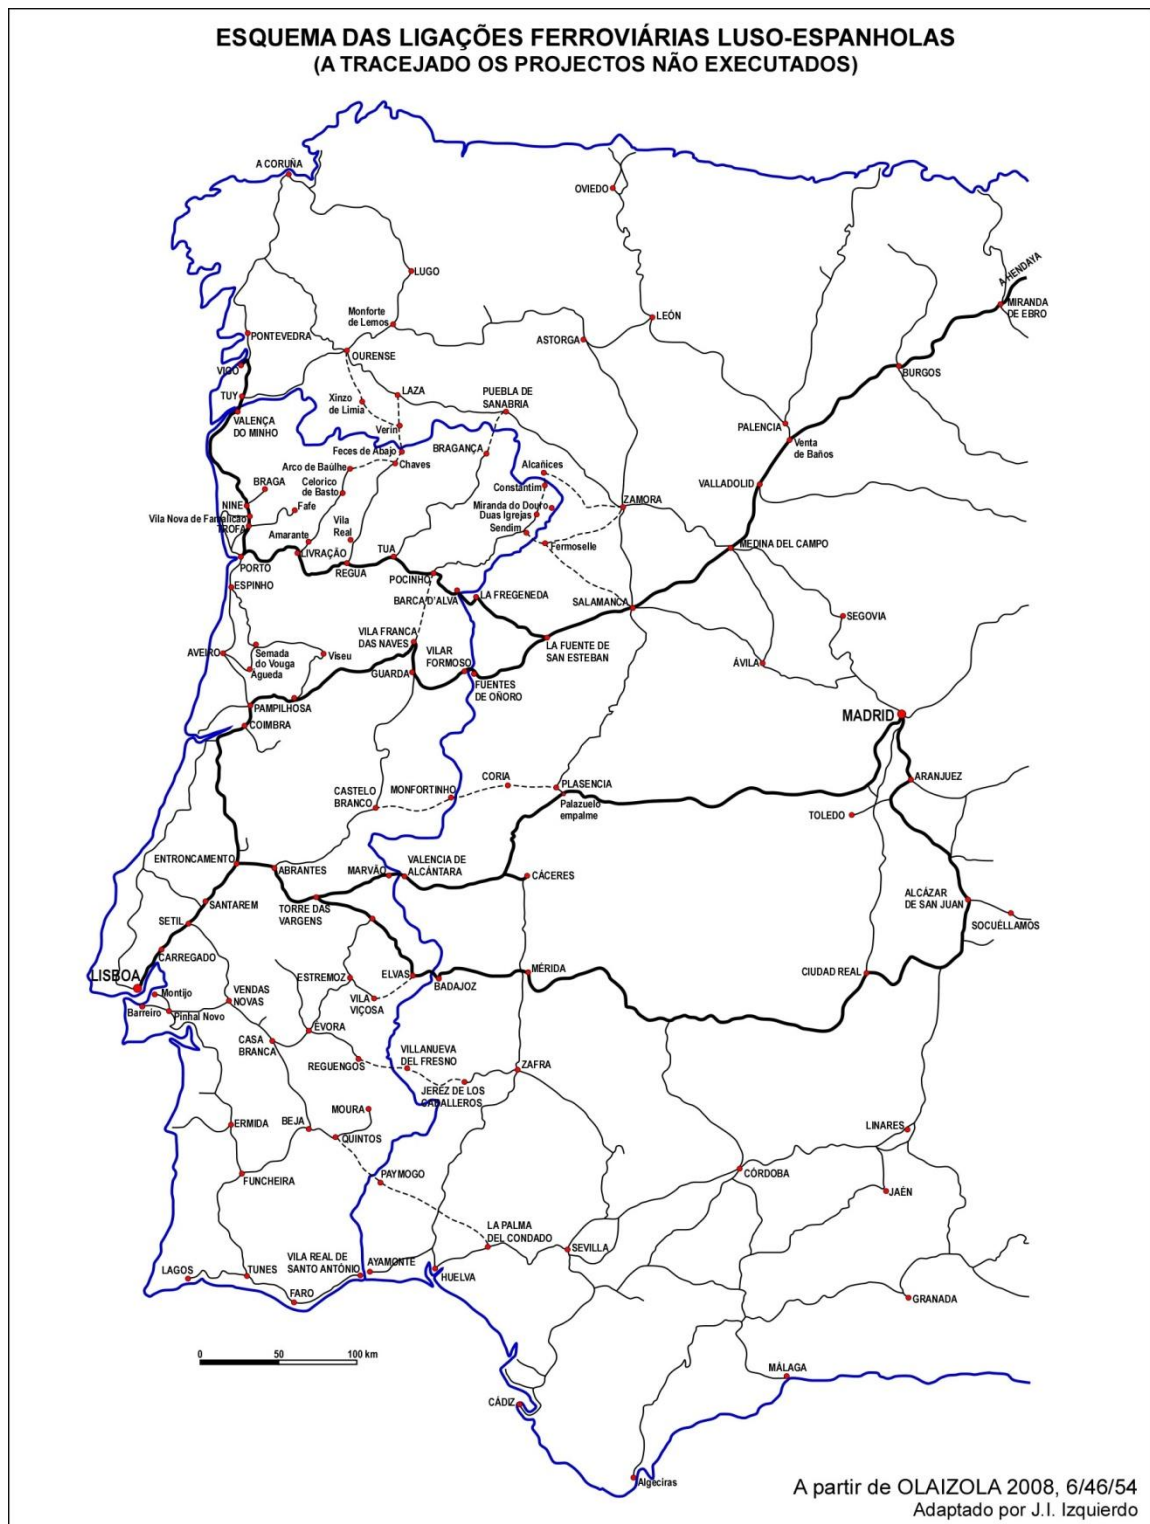 ESQUEMA DAS LIGAÇÕES FERROVIÁRIAS LUSO-ESPANHOLAS
(A TRACEJADO OS PROJECTOS NÃO EXECUTADOS)
A CORUÑA
OVIEDO
LUGO
A HENDAYA
MIRANDA
DE EBRO
Monforte
de Lemos
LEÓN
PONTEVEDRA
ASTORGA
OURENSE
BURGOS
VIGO
TUY
LAZA
PUEBLA DE
SANABRIA
Xinzo
de Limia
VALENÇA
DO MINHO
Verín
PALENCIA
Venta
de Baños
Feces de Abajo
BRAGANÇA
Arco de Baúlhe
Chaves
Alcañices
BRAGA
Celorico
de Basto
Constantim
VALLADOLID
NINE
Fafe
Miranda do Douro
Duas Igrejas
ZAMORA
Vila Nova de Famalicão
TROFA
Vila
Real
Sendim
Amarante
Fermoselle
MEDINA DEL CAMPO
PORTO
LIVRAÇÃO
REGUA
TUA
POCINHO
ESPINHO
BARCA D'ALVA
LA FREGENEDA
SALAMANCA
SEGOVIA
VILA FRANCA
DAS NAVES
VILAR
FORMOSO
LA FUENTE DE
SAN ESTEBAN
AVEIRO
Semada
do Vouga
Agueda
Viseu
ÁVILA
GUARDA
FUENTES
DE OÑORO
PAMPILHOSA
COIMBRA
MADRID
CASTELO
BRANCO
MONFORTINHO
CORIA
PLASENCIA
Palazuelo
empalme
ARANJUEZ
TOLEDO
ENTRONCAMENTO
ABRANTES
MARVÃO
VALENCIA DE
ALCÁNTARA
CÁCERES
SANTAREM
TORRE DAS
VARGENS
ALCÁZAR
DE SAN JUAN
SETIL
SOCUÉLLAMOS
CARREGADO
LISBOA
ESTREMOZ
ELVAS
BADAJOZ
MÉRIDA
CIUDAD REAL
Montijo
VENDAS
NOVAS
VILA
VIÇOSA
Barreiro
Pinhal Novo
CASA
BRANCA
ÉVORA
REGUENGOS
VILLANUEVA
DEL FRESNO
ZAFRA
JEREZ DE LOS
CABALLEROS
MOURA
ERMIDA
BEJA
QUINTOS
LINARES
FUNCHEIRA
PAYMOGO
CÓRDOBA
JAÉN
LA PALMA
DEL CONDADO
SEVILLA
VILA REAL DE
SANTO ANTÓNIO
AYAMONTE
LAGOS
TUNES
HUELVA
FARO
GRANADA
0 50 100 km
MÁLAGA
CÁDIZ
Algeciras
A partir de OLAIZOLA 2008, 6/46/54
Adaptado por J.I. Izquierdo